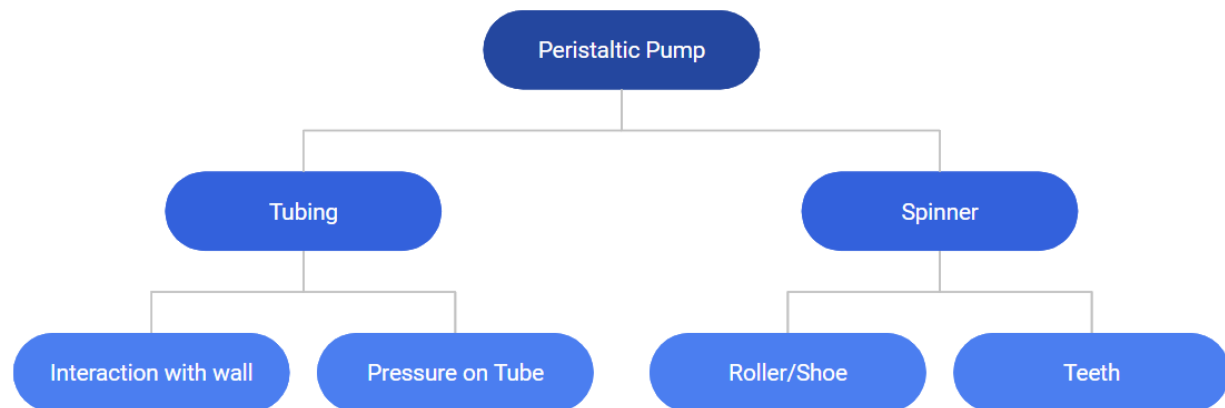 Peristaltic Pump
Tubing
Spinner
Interaction with wall
Pressure on Tube
Roller/Shoe
Teeth